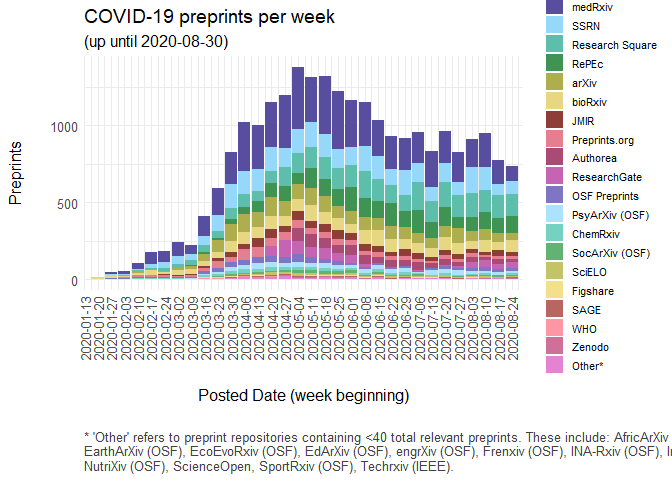 COVID-19 preprints per week
(up until 2020-08-30)
Preprints
1000
500
0
2020-01-13
2020-01-20
2020-01-27
2020-02-03
2020-02-10
2020-02-17
2020-02-24
2020-03-02
2020-03-09
2020-03-16
2020-03-23
2020-03-30
2020-04-06
2020-04-13
2020-04-20
2020-04-27
2020-05-04
2020-05-11
2020-05-18
2020-05-25
2020-06-01
2020-06-08
2020-06-15
2020-06-22
2020-06-29
2020-07-06
2020-07-13
2020-07-20
2020-07-27
2020-08-03
2020-08-10
2020-08-17
2020-08-24
Posted Date (week beginning)
medRxiv
SSRN
Research Square
RePEc
arXiv
bioRxiv
JMIR
Preprints.org
Authorea
ResearchGate
OSF Preprints
PsyArXiv (OSF)
ChemRxiv
SocArXiv (OSF)
SciELO
Figshare
SAGE
WHO
Zenodo
Other*
* 'Other' refers to preprint repositories containing <40 total relevant preprints. These include: AfricArXiv
EarthArXiv (OSF), EcoEvoRxiv (OSF), EdArXiv (OSF), engrXiv (OSF), Frenxiv (OSF), INA-Rxiv (OSF),
NutriXiv (OSF), ScienceOpen, SportRxiv (OSF), Techrxiv (IEEE).